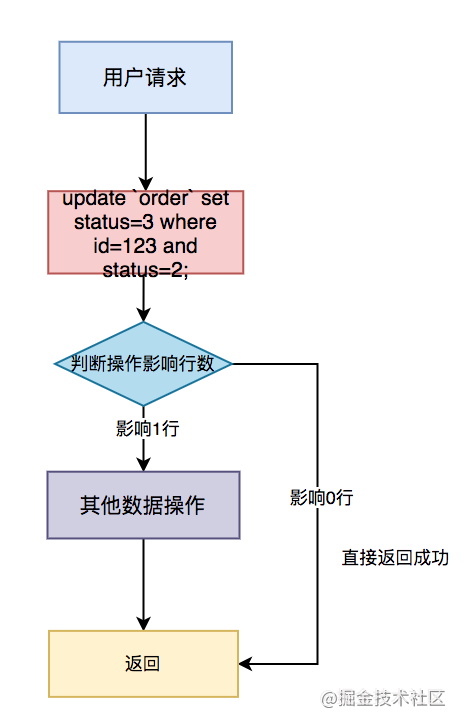 用户请求
update `order` set
status=3 where
id=123 and
status=2;
判断操作影响行数
影响1行
其他数据操作
影响0行
直接返回成功
返回
@掘金技术社区